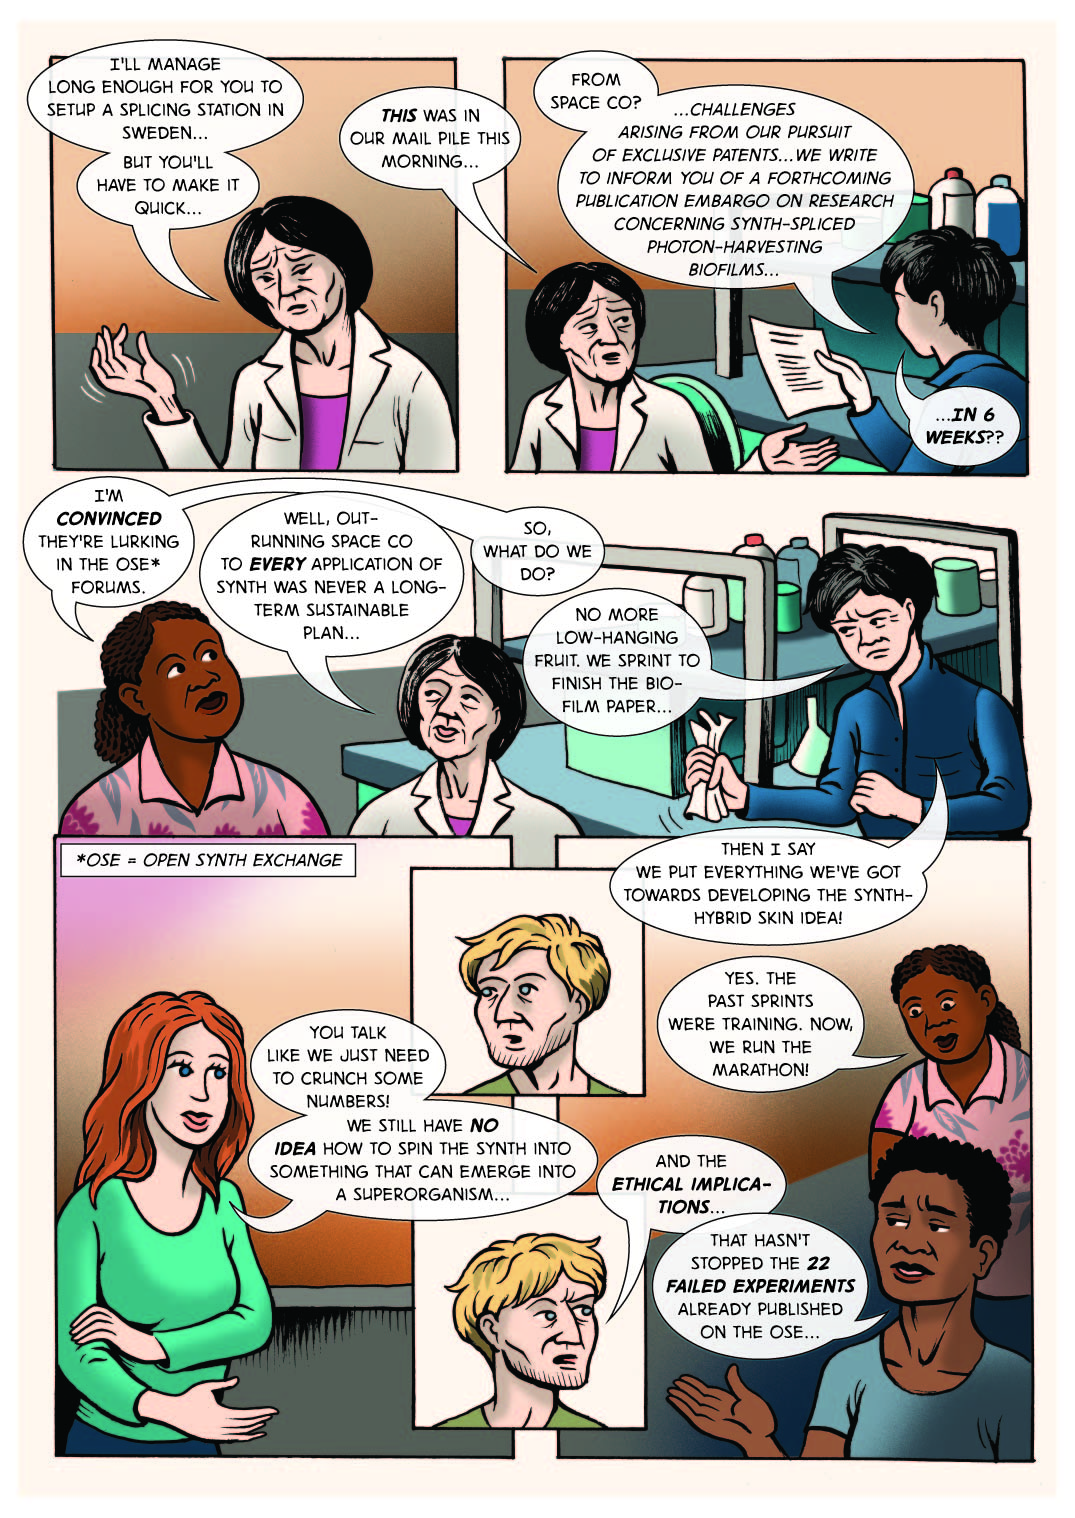 I'LL MANAGE
LONG ENOUGH FOR YOU TO
SETUP A SPLICING STATION IN
SWEDEN...
BUT YOU'LL
HAVE TO MAKE IT
QUICK...
THIS WAS IN
OUR MAIL PILE THIS
MORNING...
FROM
SPACE CO?
...CHALLENGES
ARISING FROM OUR PURSUIT
OF EXCLUSIVE PATENTS...WE WRITE
TO INFORM YOU OF A FORTHCOMING
PUBLICATION EMBARGO ON RESEARCH
CONCERNING SYNTH-SPLICED
PHOTON-HARVESTING
BIOFILMS...
...IN 6
WEEKS??
I'M
CONVINCED
THEY'RE LURKING
IN THE OSE*
FORUMS.
WELL, OUT-
RUNNING SPACE CO
TO EVERY APPLICATION OF
SYNTH WAS NEVER A LONG-
TERM SUSTAINABLE
PLAN...
SO,
WHAT DO WE
DO?
NO MORE
LOW-HANGING
FRUIT. WE SPRINT TO
FINISH THE BIO-
FILM PAPER...
THEN I SAY
WE PUT EVERYTHING WE'VE GOT
TOWARDS DEVELOPING THE SYNTH-
HYBRID SKIN IDEA!
*OSE = OPEN SYNTH EXCHANGE
YES. THE
PAST SPRINTS
WERE TRAINING. NOW,
WE RUN THE
MARATHON!
YOU TALK
LIKE WE JUST NEED
TO CRUNCH SOME
NUMBERS!
WE STILL HAVE NO
IDEA HOW TO SPIN THE SYNTH INTO
SOMETHING THAT CAN EMERGE INTO
A SUPERORGANISM...
AND THE
ETHICAL IMPLICA-
TIONS...
THAT HASN'T
STOPPED THE 22
FAILED EXPERIMENTS
ALREADY PUBLISHED
ON THE OSE...